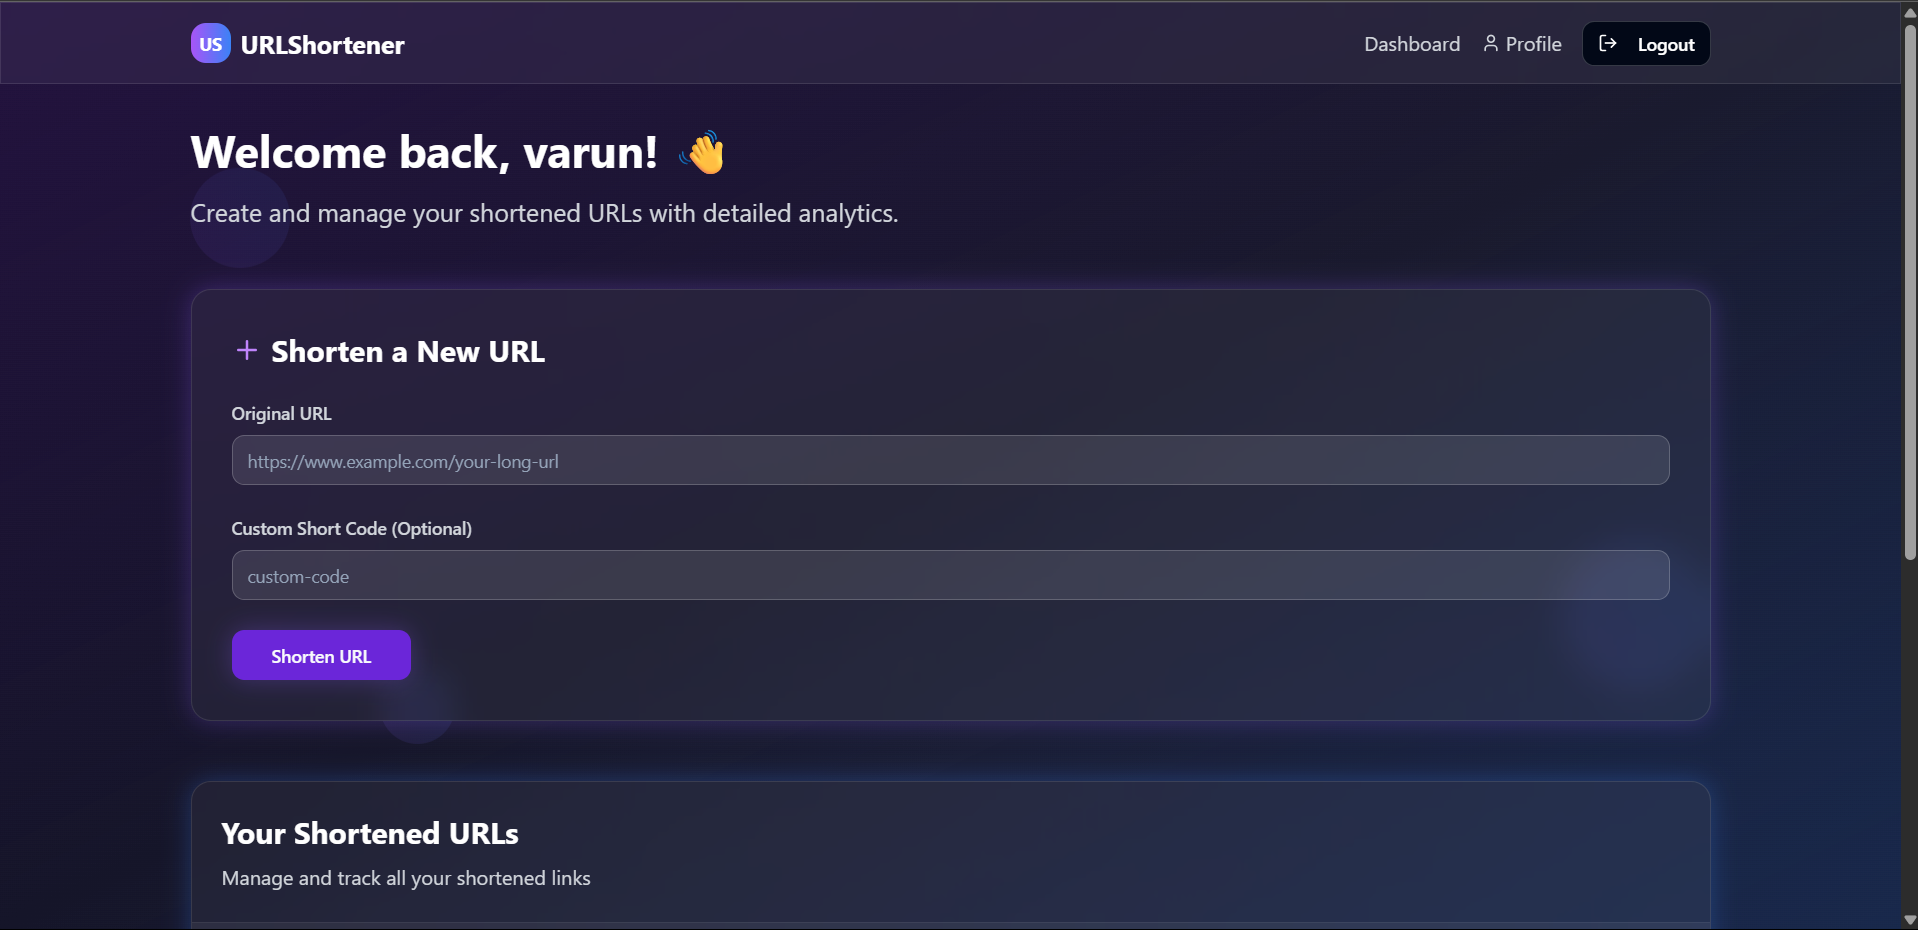 US URLShortener
Dashboard Profile Logout
Welcome back, varun! 👋
Create and manage your shortened URLs with detailed analytics.
+ Shorten a New URL
Original URL
https://www.example.com/your-long-url
Custom Short Code (Optional)
custom-code
Shorten URL
Your Shortened URLs
Manage and track all your shortened links